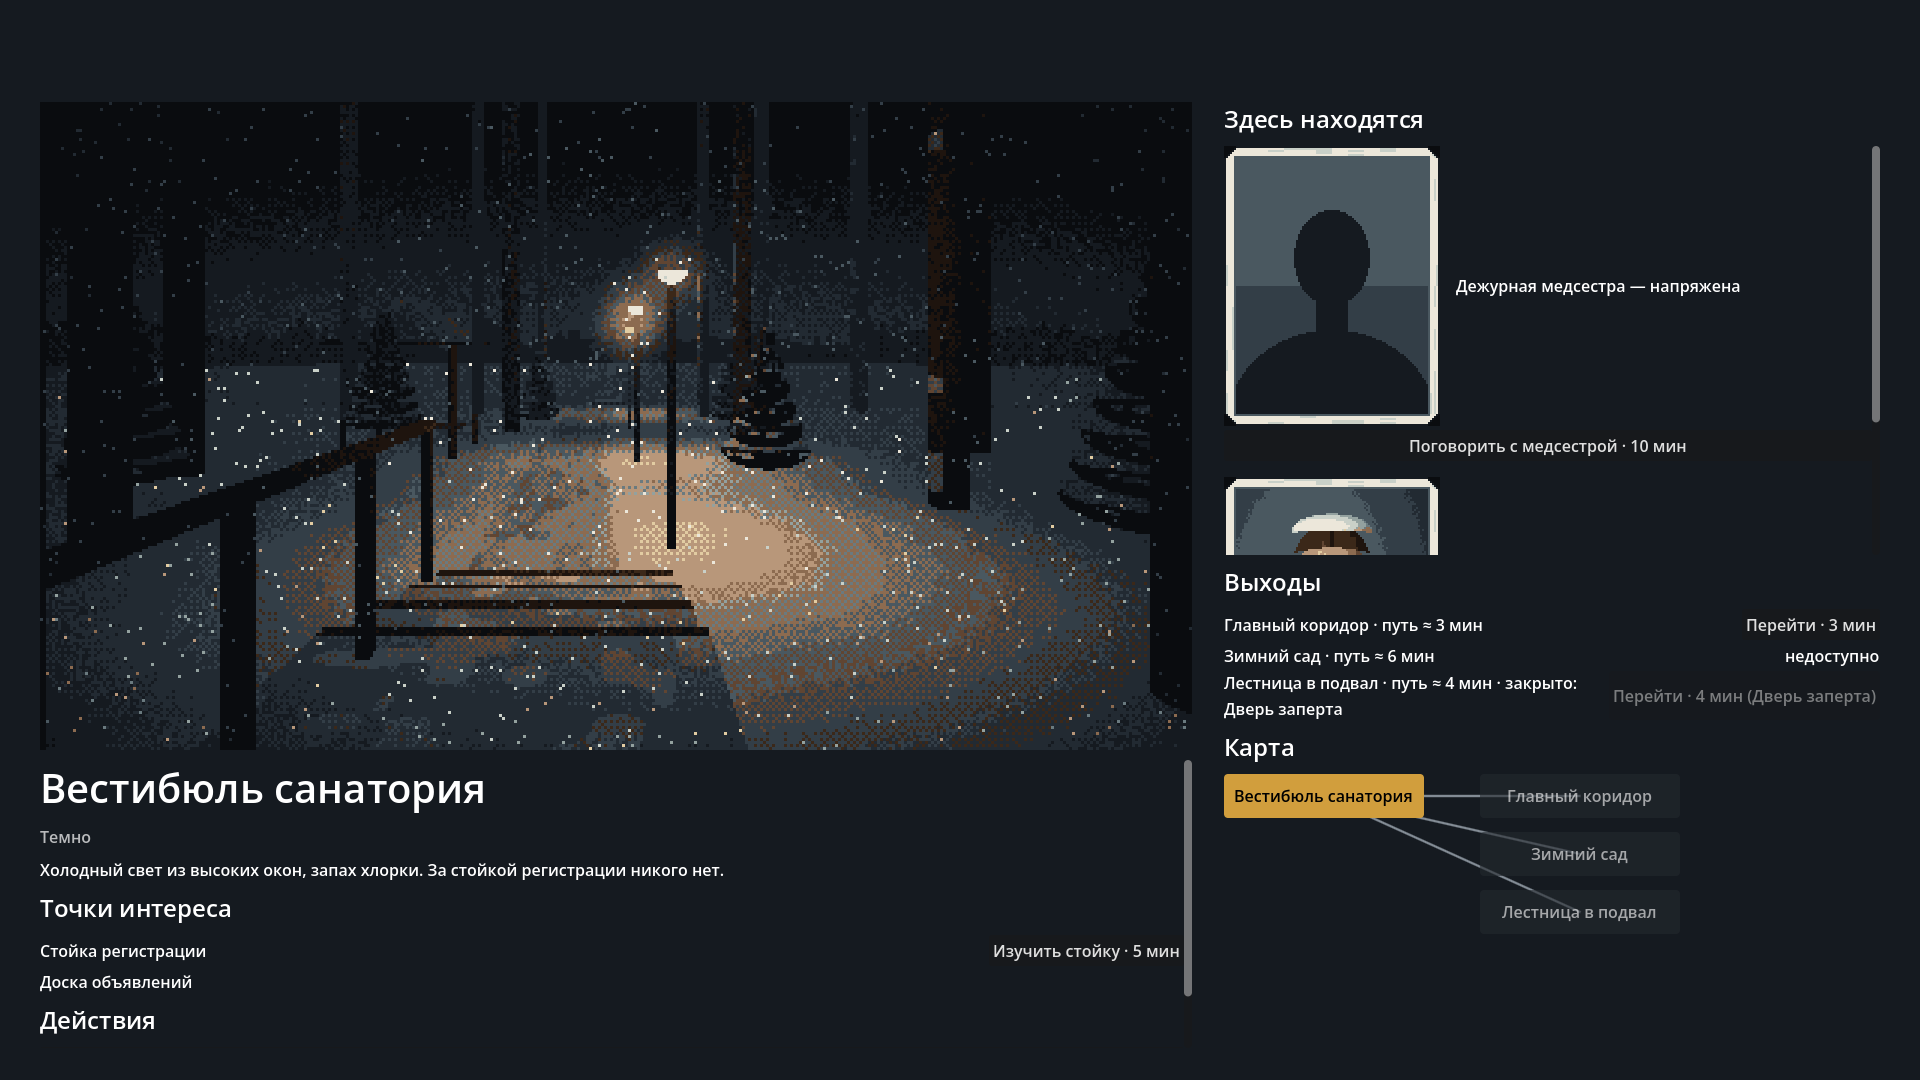 Здесь находятся
Дежурная медсестра — напряжена
Поговорить с медсестрой · 10 мин
Выходы
Главный коридор · путь ≈ 3 мин
Перейти · 3 мин
Зимний сад · путь ≈ 6 мин
недоступно
Лестница в подвал · путь ≈ 4 мин · закрыто:
Дверь заперта
Перейти · 4 мин (Дверь заперта)
Карта
Вестибюль санатория
Главный коридор
Зимний сад
Лестница в подвал
Вестибюль санатория
Темно
Холодный свет из высоких окон, запах хлорки. За стойкой регистрации никого нет.
Точки интереса
Стойка регистрации
Изучить стойку · 5 мин
Доска объявлений
Действия